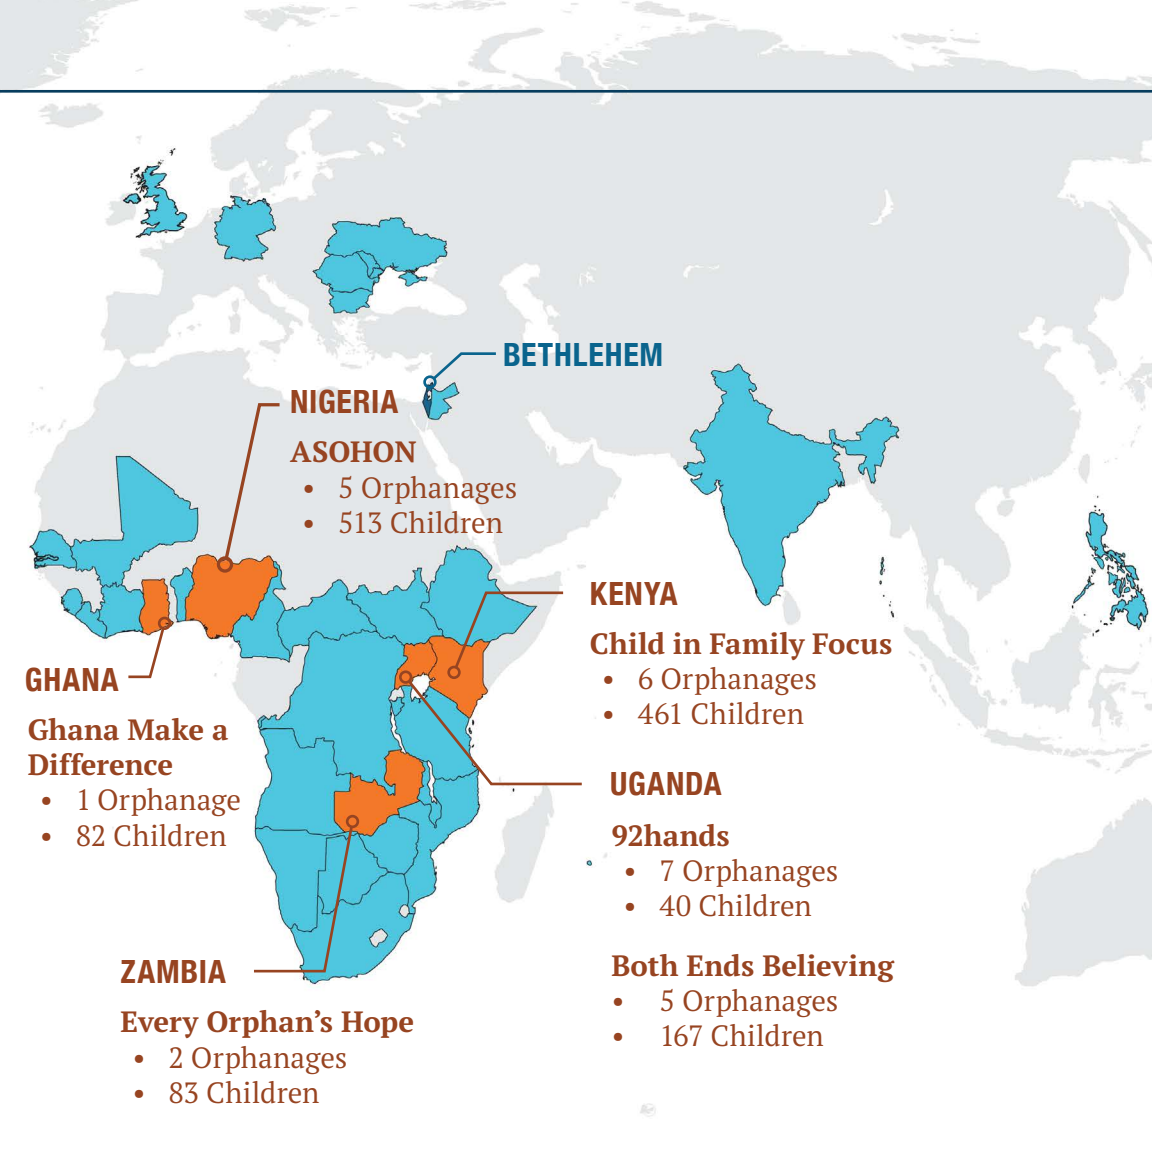 BETHLEHEM
NIGERIA
ASOHON
• 5 Orphanages
• 513 Children
KENYA
Child in Family Focus
• 6 Orphanages
• 461 Children
GHANA
Ghana Make a
Difference
• 1 Orphanage
• 82 Children
UGANDA
92hands
• 7 Orphanages
• 40 Children
Both Ends Believing
• 5 Orphanages
• 167 Children
ZAMBIA
Every Orphan’s Hope
• 2 Orphanages
• 83 Children